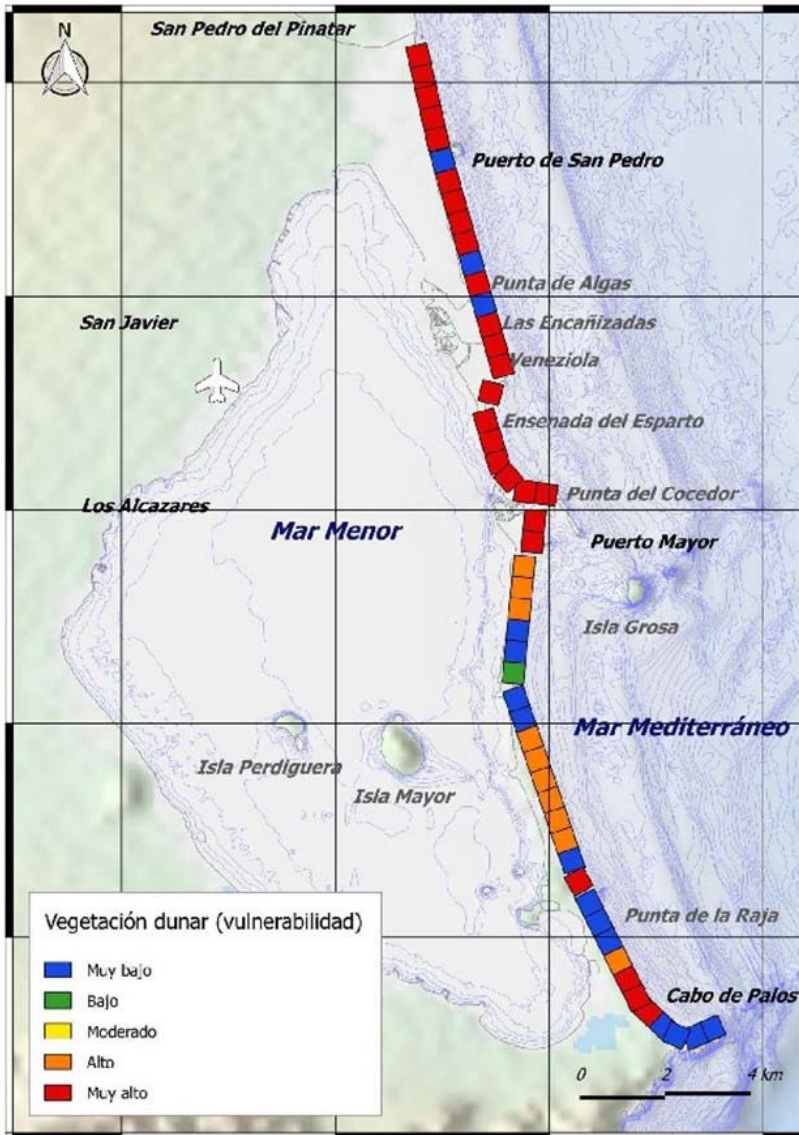 San Pedro del Pinatar
N
Puerto de San Pedro
Punta de Algas
San Javier
Las Encañizadas
Veneziola
Ensenada del Esparto
Punta del Cocedor
Los Alcazares
Mar Menor
Puerto Mayor
Isla Grosa
Mar Mediterráneo
Isla Perdiguera
Isla Mayor
Punta de la Raja
Cabo de Palos
Vegetación dunar (vulnerabilidad)
Muy bajo
Bajo
Moderado
Alto
Muy alto
0 2 4 km